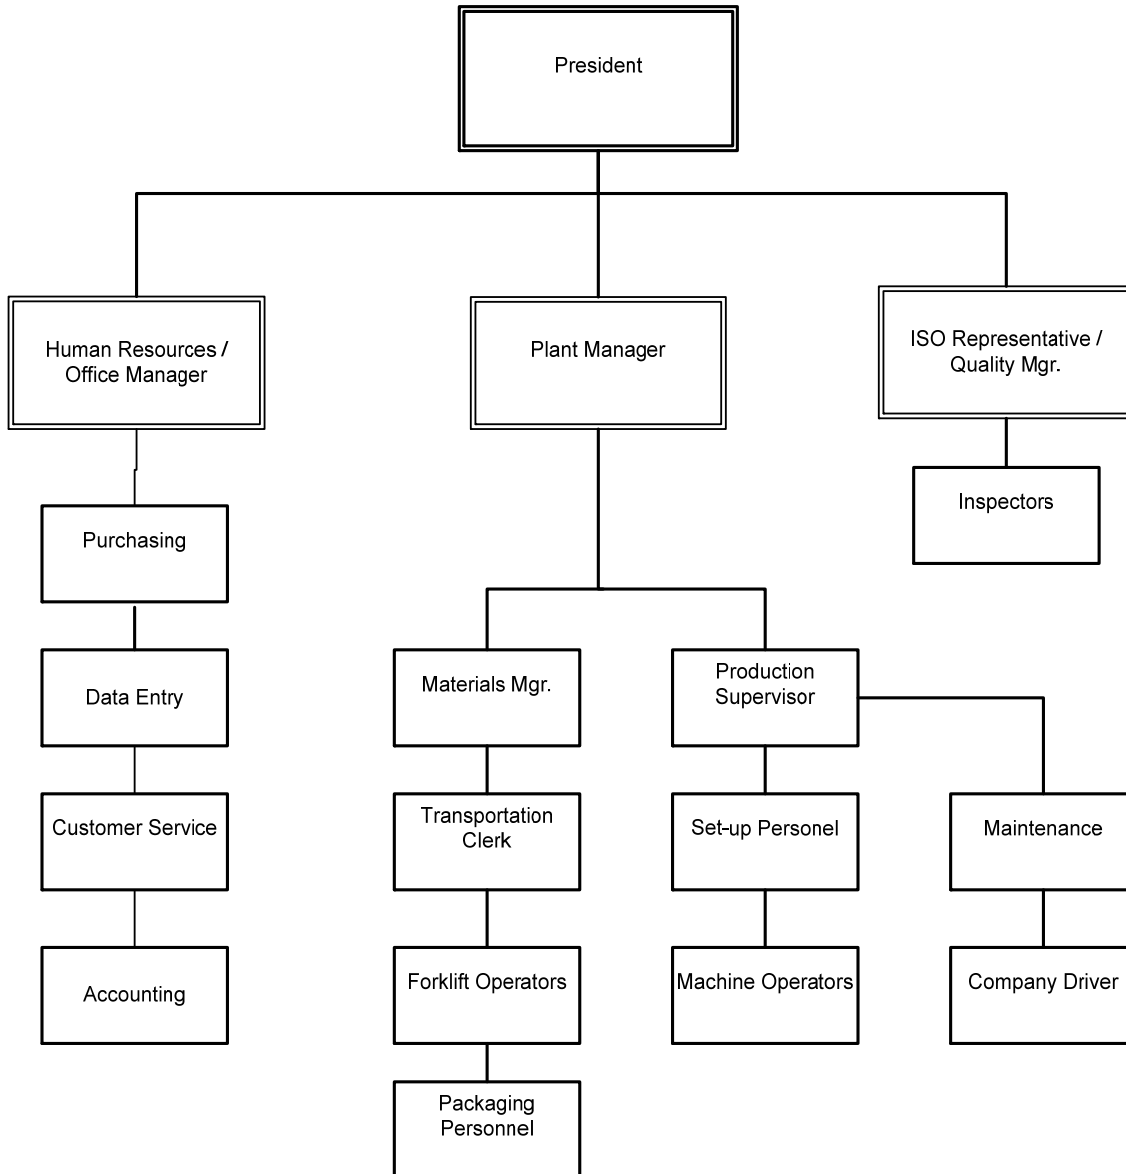 President
Human Resources /
Office Manager
Plant Manager
ISO Representative /
Quality Mgr.
Purchasing
Inspectors
Data Entry
Materials Mgr.
Production
Supervisor
Customer Service
Transportation
Clerk
Set-up Personel
Maintenance
Accounting
Forklift Operators
Machine Operators
Company Driver
Packaging
Personnel